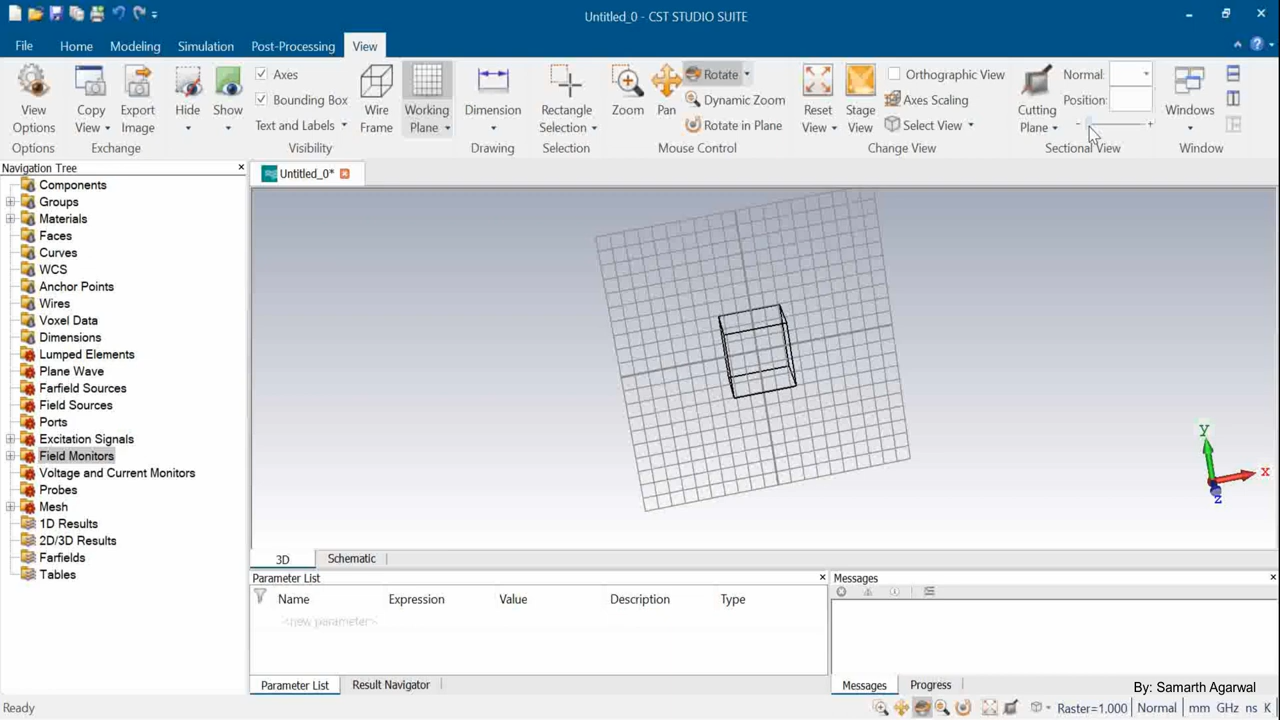 Untitled_0 - CST STUDIO SUITE
File Home Modeling Simulation Post-Processing View
View Options
Options
Copy View
Export Image
Exchange
Hide
Show
Axes
Bounding Box
Text and Labels
Visibility
Wire Frame
Working Plane
Dimension
Drawing
Rectangle Selection
Selection
Zoom
Pan
Rotate
Dynamic Zoom
Rotate in Plane
Mouse Control
Reset View
Stage View
Orthographic View
Axes Scaling
Select View
Change View
Cutting Plane
Normal:
Position:
Sectional View
Windows
Window
Navigation Tree
Untitled_0*
Components
Groups
Materials
Faces
Curves
WCS
Anchor Points
Wires
Voxel Data
Dimensions
Lumped Elements
Plane Wave
Farfield Sources
Field Sources
Ports
Excitation Signals
Field Monitors
Voltage and Current Monitors
Probes
Mesh
1D Results
2D/3D Results
Farfields
Tables
y
x
z
3D Schematic
Parameter List
Name Expression Value Description Type
<new parameter>
Parameter List Result Navigator
Messages
Messages Progress
By: Samarth Agarwal
Ready
Raster=1.000 Normal mm GHz ns K